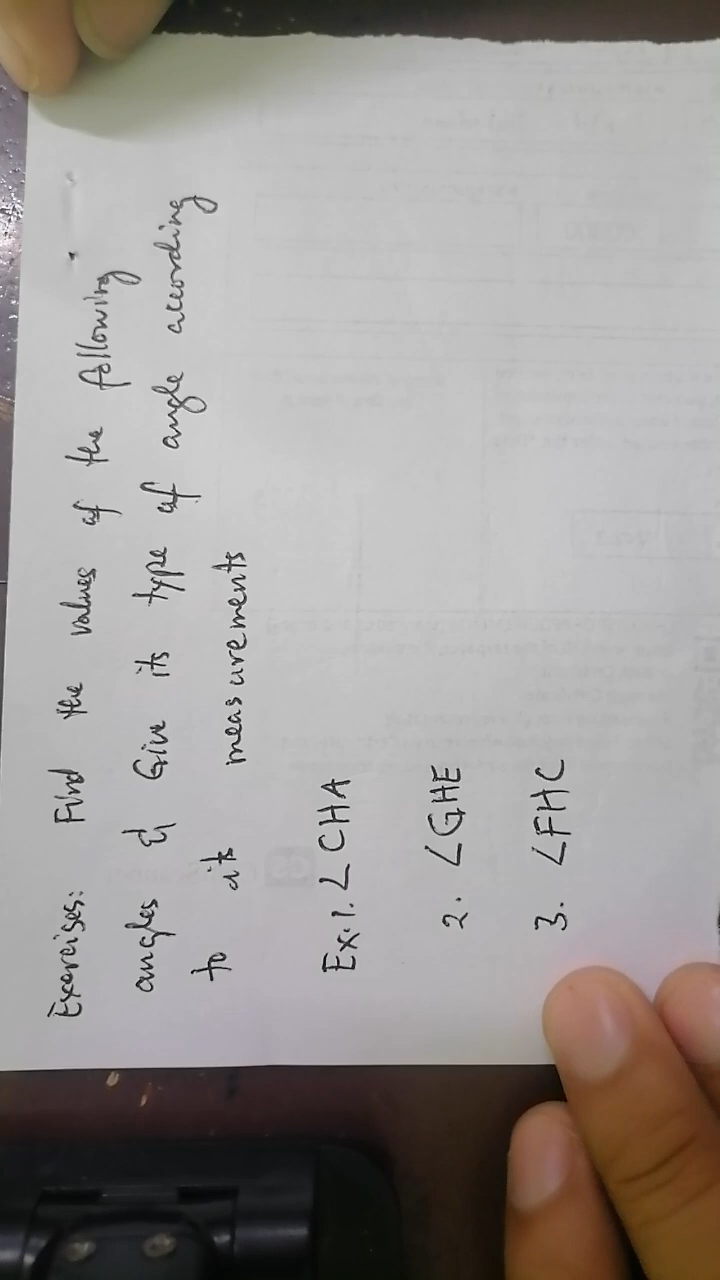 Exercises: Find the values of the following
angles & Give its type of angle according
to its measurements
Ex.1. ∠CHA
2. ∠GHE
3. ∠FHC